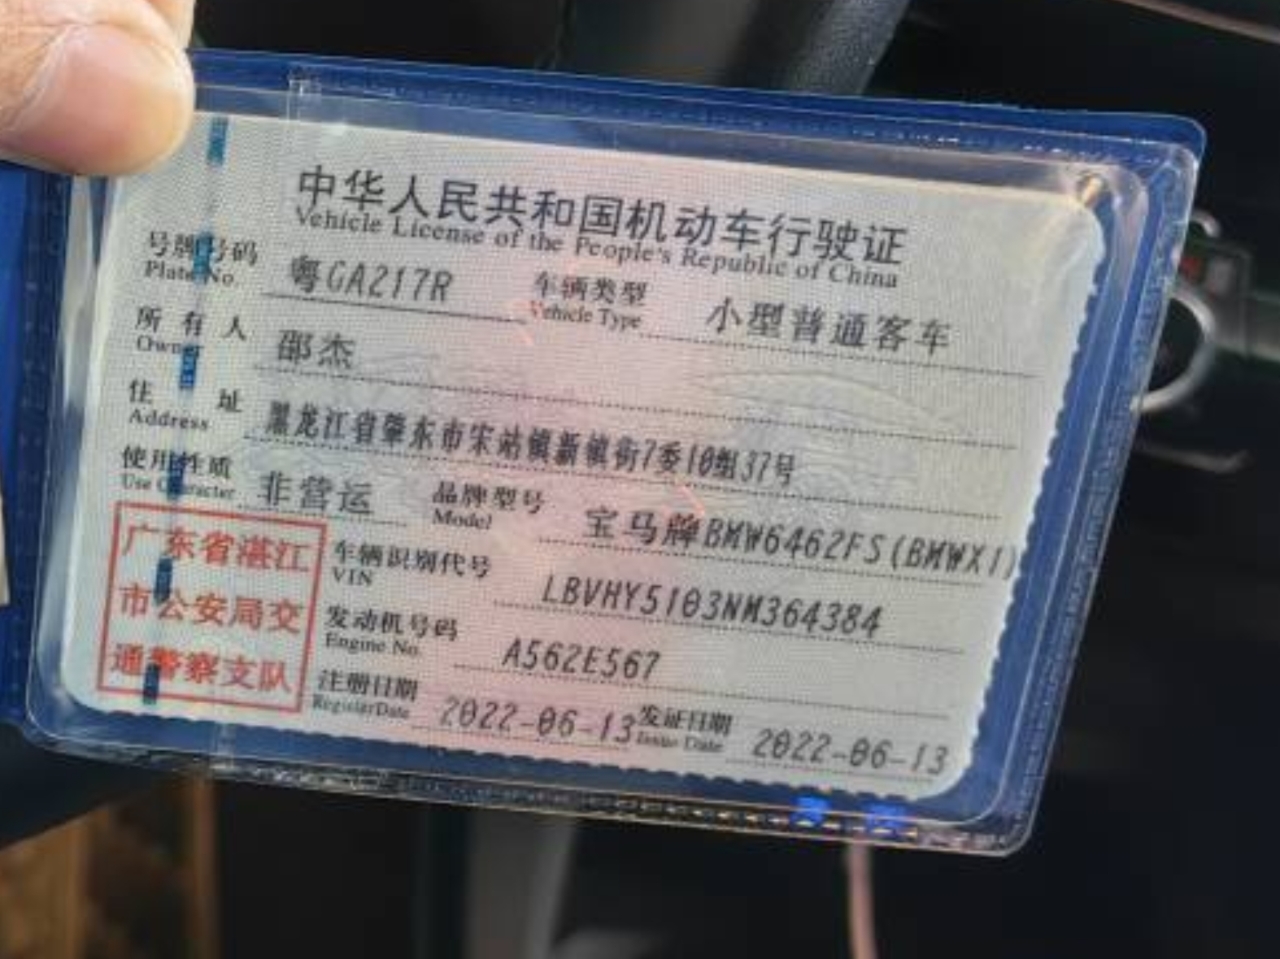 中华人民共和国机动车行驶证
Vehicle License of the People's Republic of China
号牌号码 粤GA217R 车辆类型 小型普通客车
Plate No. Vehicle Type
所有人 邵杰
Owner
住址 黑龙江省肇东市宋站镇新镇街7委10组37号
Address
使用性质 非营运 品牌型号 宝马牌BMW6462FS(BMWX1)
Use Character Model
广东省湛江
市公安局交
通警察支队
车辆识别代号 LBVHY5103NM364384
VIN
发动机号码 A562E567
Engine No.
注册日期 2022-06-13 发证日期 2022-06-13
Register Date Issue Date